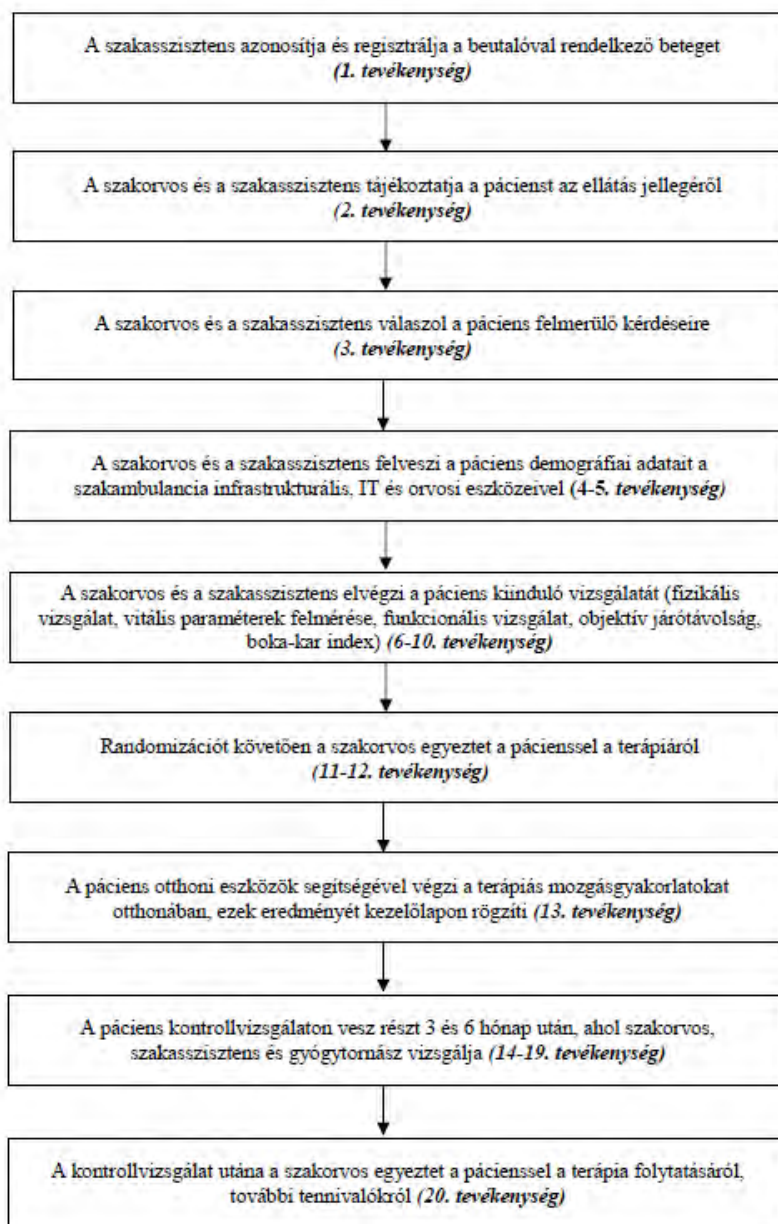 A szakasszisztens azonosítja és regisztrálja a beutalóval rendelkező beteget
(1. tevékenység)
A szakorvos és a szakasszisztens tájékoztatja a pácienst az ellátás jellegéről
(2. tevékenység)
A szakorvos és a szakasszisztens válaszol a páciens felmerülő kérdéseire
(3. tevékenység)
A szakorvos és a szakasszisztens felveszi a páciens demográfiai adatait a
szakambulancia infrastrukturális, IT és orvosi eszközeivel (4-5. tevékenység)
A szakorvos és a szakasszisztens elvégzi a páciens kiinduló vizsgálatát (fizikális
vizsgálat, vitális paraméterek felmérése, funkcionális vizsgálat, objektív járótávolság,
boka-kar index) (6-10. tevékenység)
Randomizációt követően a szakorvos egyeztet a pácienssel a terápiáról
(11-12. tevékenység)
A páciens otthoni eszközök segítségével végzi a terápiás mozgásgyakorlatokat
otthonában, ezek eredményét kezelőlapon rögzíti (13. tevékenység)
A páciens kontrollvizsgálaton vesz részt 3 és 6 hónap után, ahol szakorvos,
szakasszisztens és gyógytornász vizsgálja (14-19. tevékenység)
A kontrollvizsgálat utána a szakorvos egyeztet a pácienssel a terápia folytatásáról,
további tennivalókról (20. tevékenység)